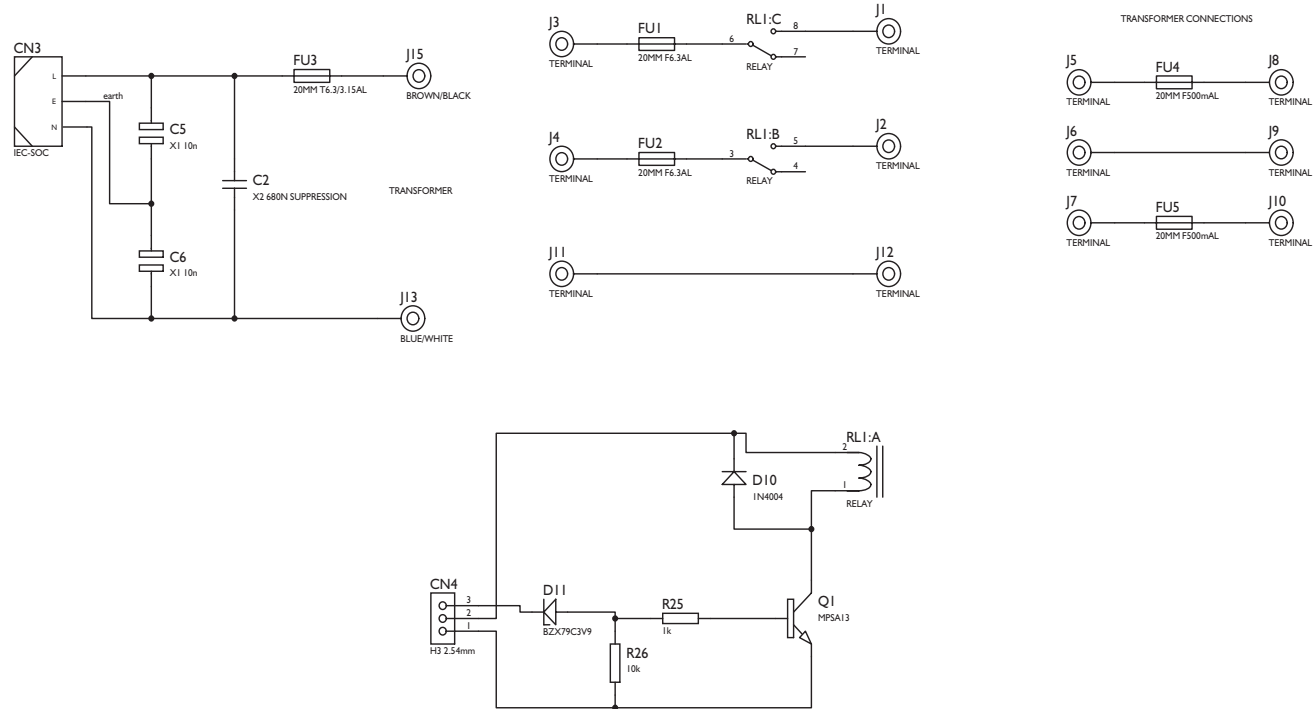 CN3
L
E
N
IEC-SOC
earth
C5
X1 10n
C6
X1 10n
C2
X2 680N SUPPRESSION
FU3
20MM T6.3/3.15AL
J15
BROWN/BLACK
TRANSFORMER
J13
BLUE/WHITE
J3
TERMINAL
FU1
20MM F6.3AL
RL1:C
6
8
7
RELAY
J1
TERMINAL
J4
TERMINAL
FU2
20MM F6.3AL
RL1:B
3
5
4
RELAY
J2
TERMINAL
J11
TERMINAL
J12
TERMINAL
TRANSFORMER CONNECTIONS
J5
TERMINAL
FU4
20MM F500mAL
J8
TERMINAL
J6
TERMINAL
J9
TERMINAL
J7
TERMINAL
FU5
20MM F500mAL
J10
TERMINAL
RL1:A
2
1
RELAY
D10
1N4004
CN4
3
2
1
H3 2.54mm
D11
BZX79C3V9
R25
1k
R26
10k
Q1
MPSA13